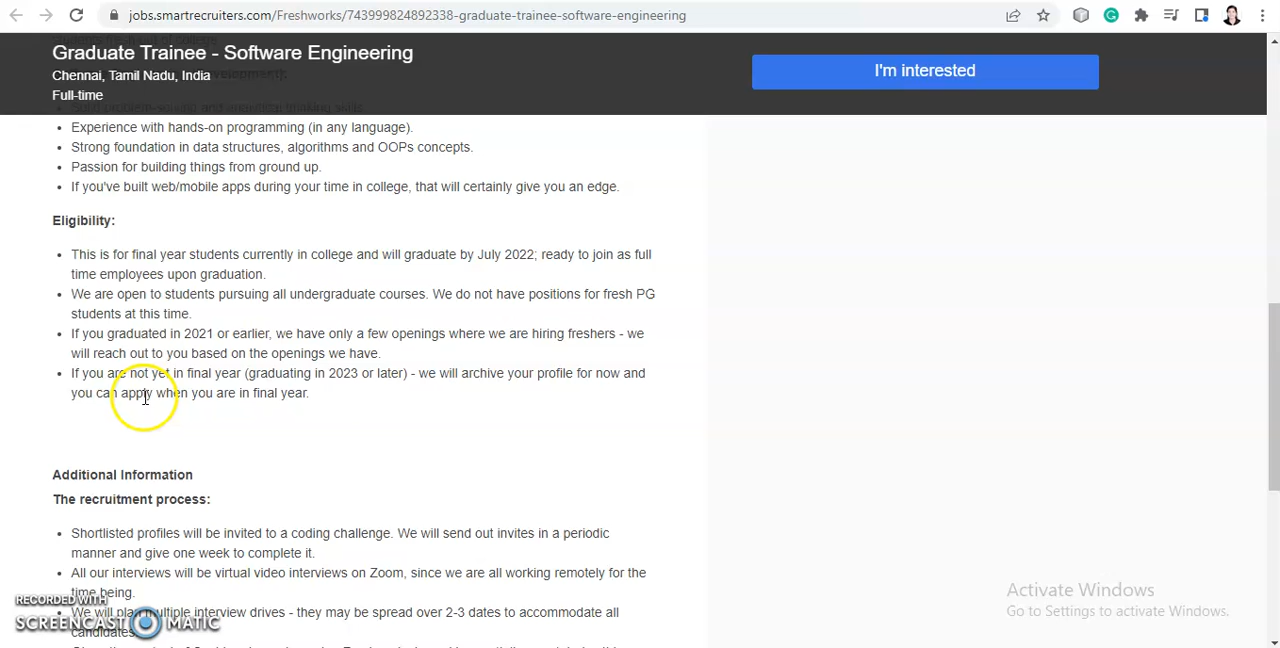 jobs.smartrecruiters.com/Freshworks/743999824892338-graduate-trainee-software-engineering
Graduate Trainee - Software Engineering
Chennai, Tamil Nadu, India
Full-time
I'm interested
Experience with hands-on programming (in any language).
Strong foundation in data structures, algorithms and OOPs concepts.
Passion for building things from ground up.
If you've built web/mobile apps during your time in college, that will certainly give you an edge.
Eligibility:
This is for final year students currently in college and will graduate by July 2022; ready to join as full
time employees upon graduation.
We are open to students pursuing all undergraduate courses. We do not have positions for fresh PG
students at this time.
If you graduated in 2021 or earlier, we have only a few openings where we are hiring freshers - we
will reach out to you based on the openings we have.
If you are not yet in final year (graduating in 2023 or later) - we will archive your profile for now and
you can apply when you are in final year.
Additional Information
The recruitment process:
Shortlisted profiles will be invited to a coding challenge. We will send out invites in a periodic
manner and give one week to complete it.
All our interviews will be virtual video interviews on Zoom, since we are all working remotely for the
time being.
We will plan multiple interview drives - they may be spread over 2-3 dates to accommodate all
candidates.
Activate Windows
Go to Settings to activate Windows.
RECORDED WITH
SCREENCAST MATIC